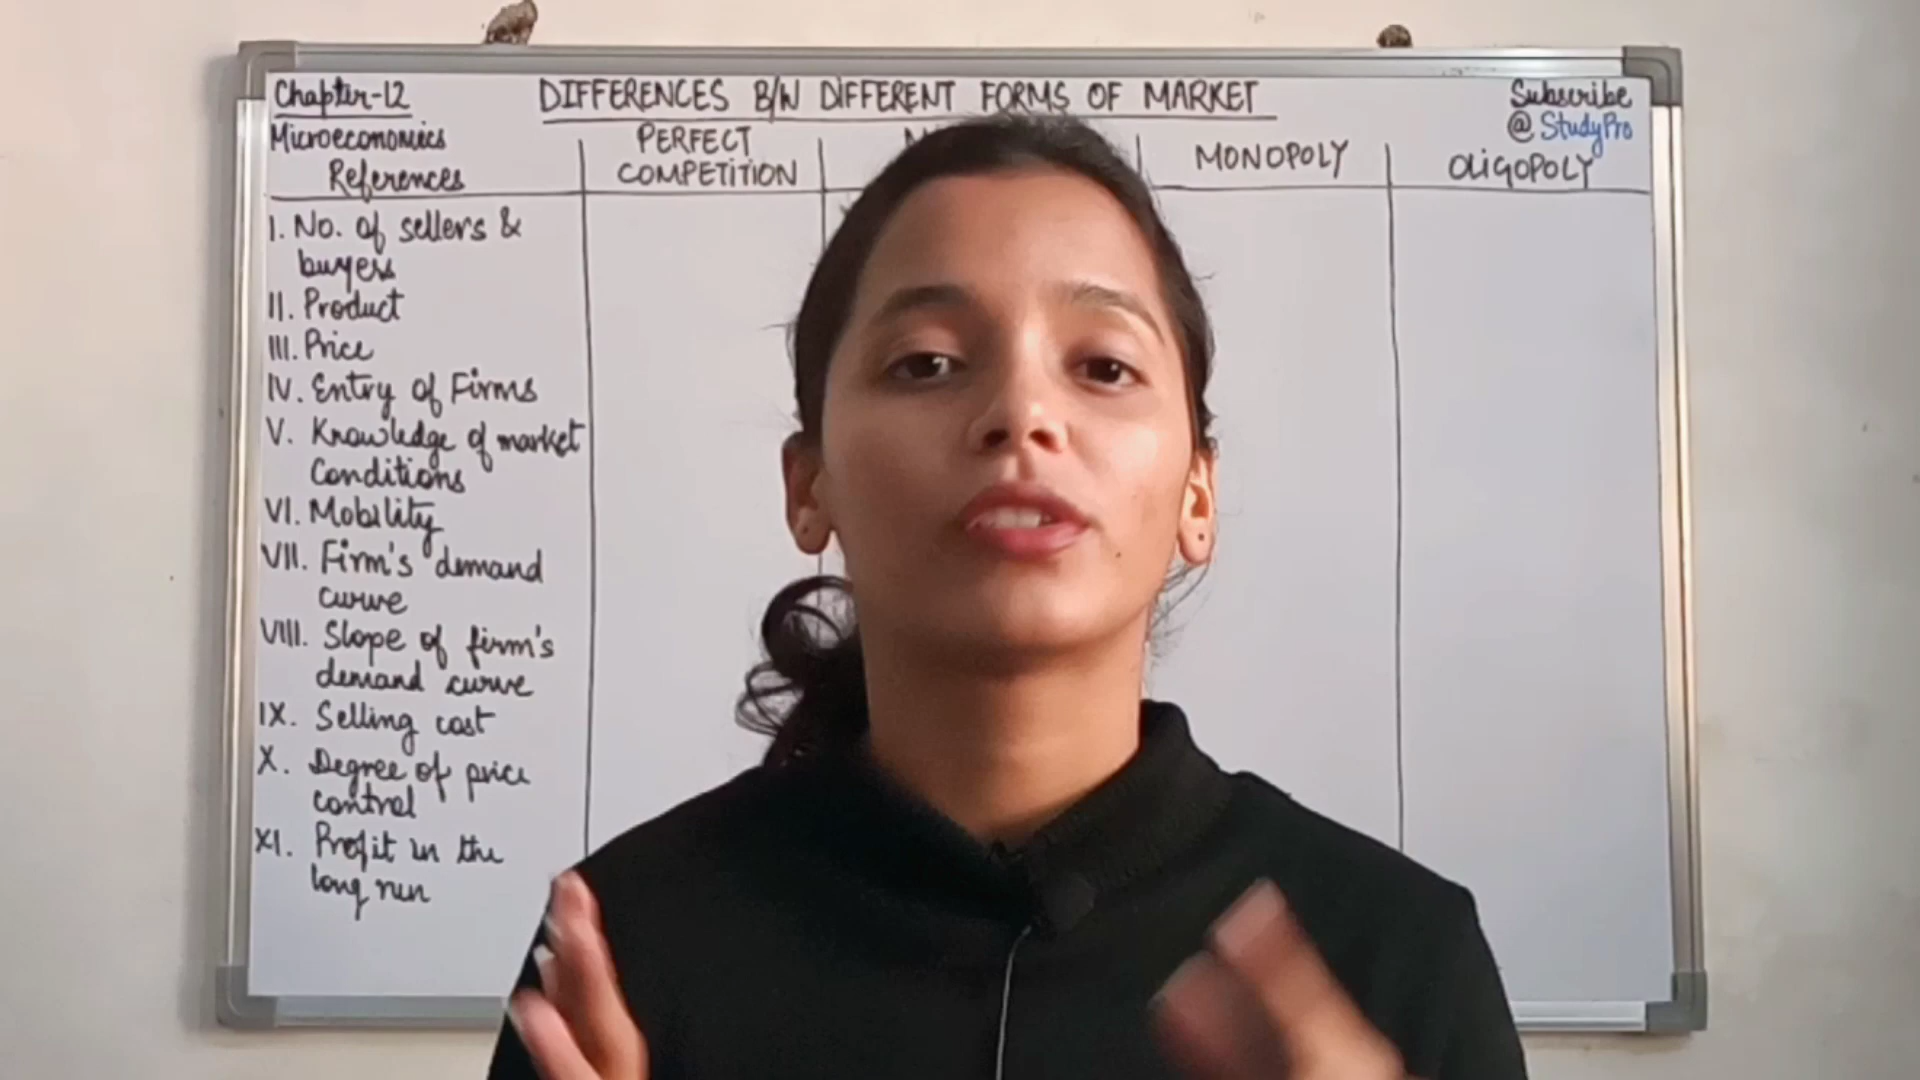 Chapter-12
DIFFERENCES B/W DIFFERENT FORMS OF MARKET
Subscribe
@ StudyPro
Microeconomics
References
PERFECT
COMPETITION
MONOPOLY
OLIGOPOLY
I. No. of sellers &
buyers
II. Product
III. Price
IV. Entry of Firms
V. Knowledge of market
Conditions
VI. Mobility
VII. Firm's demand
curve
VIII. Slope of firm's
demand curve
IX. Selling cost
X. Degree of price
control
XI. Profit in the
long run